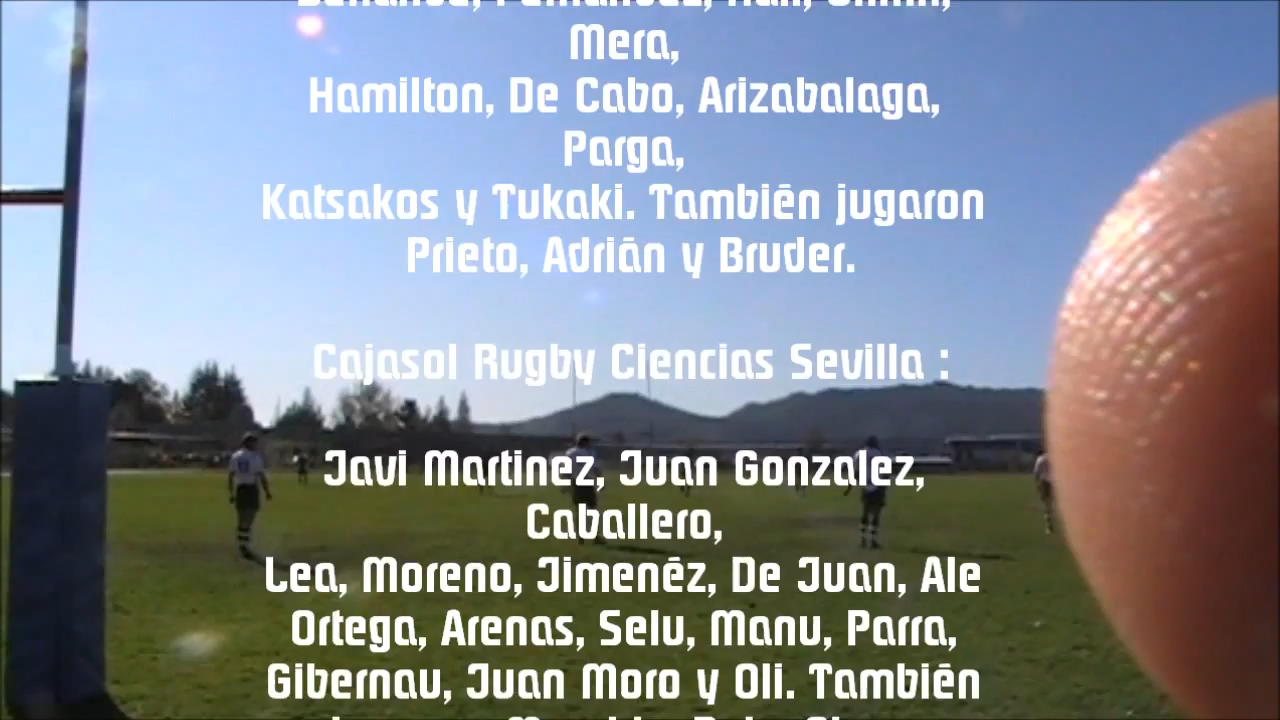 Mera,
Hamilton, De Cabo, Arizabalaga,
Parga,
Katsakos y Tukaki. También jugaron
Prieto, Adrián y Bruder.
Cajasol Rugby Ciencias Sevilla :
Javi Martinez, Juan Gonzalez,
Caballero,
Lea, Moreno, Jimenéz, De Juan, Ale
Ortega, Arenas, Selu, Manu, Parra,
Gibernau, Juan Moro y Oli. También